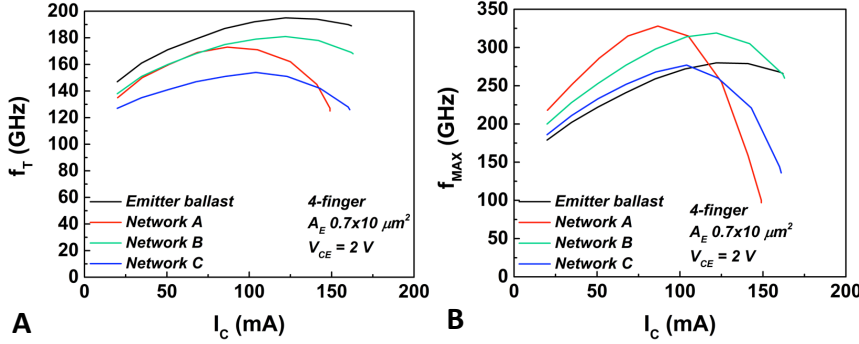 200
180
160
140
120
100
80
60
40
20
0
f_T (GHz)
Emitter ballast
Network A
Network B
Network C
4-finger
A_E 0.7x10 μm²
V_CE = 2 V
0 50 100 150 200
I_C (mA)
A
350
300
250
200
150
100
50
0
f_MAX (GHz)
Emitter ballast
Network A
Network B
Network C
4-finger
A_E 0.7x10 μm²
V_CE = 2 V
0 50 100 150 200
I_C (mA)
B